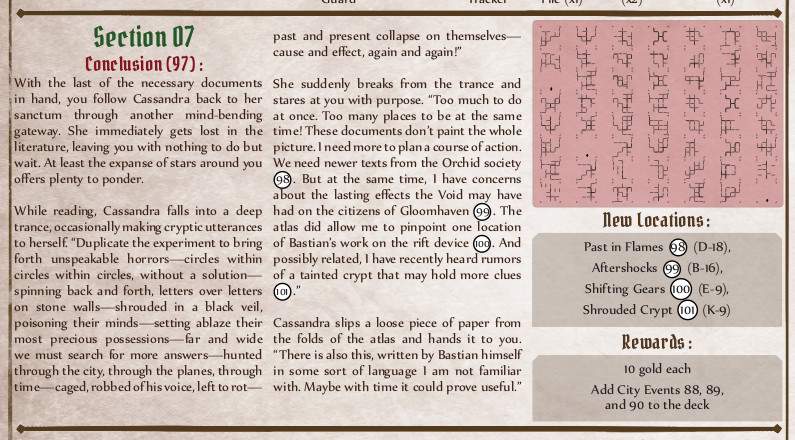 Guard
Tracker
File (x1)
(x2)
(x1)
Section 07
Conclusion (97) :
With the last of the necessary documents
in hand, you follow Cassandra back to her
sanctum through another mind-bending
gateway. She immediately gets lost in the
literature, leaving you with nothing to do but
wait. At least the expanse of stars around you
offers plenty to ponder.
While reading, Cassandra falls into a deep
trance, occasionally making cryptic utterances
to herself. “Duplicate the experiment to bring
forth unspeakable horrors—circles within
circles within circles, without a solution—
spinning back and forth, letters over letters
on stone walls—shrouded in a black veil,
poisoning their minds—setting ablaze their
most precious possessions—far and wide
we must search for more answers—hunted
through the city, through the planes, through
time—caged, robbed of his voice, left to rot—
past and present collapse on themselves—
cause and effect, again and again!”
She suddenly breaks from the trance and
stares at you with purpose. “Too much to do
at once. Too many places to be at the same
time! These documents don’t paint the whole
picture. I need more to plan a course of action.
We need newer texts from the Orchid society
98. But at the same time, I have concerns
about the lasting effects the Void may have
had on the citizens of Gloomhaven 99. The
atlas did allow me to pinpoint one location
of Bastian’s work on the rift device 100. And
possibly related, I have recently heard rumors
of a tainted crypt that may hold more clues
101.”
Cassandra slips a loose piece of paper from
the folds of the atlas and hands it to you.
“There is also this, written by Bastian himself
in some sort of language I am not familiar
with. Maybe with time it could prove useful.”
New Locations :
Past in Flames 98 (D-18),
Aftershocks 99 (B-16),
Shifting Gears 100 (E-9),
Shrouded Crypt 101 (K-9)
Rewards :
10 gold each
Add City Events 88, 89,
and 90 to the deck